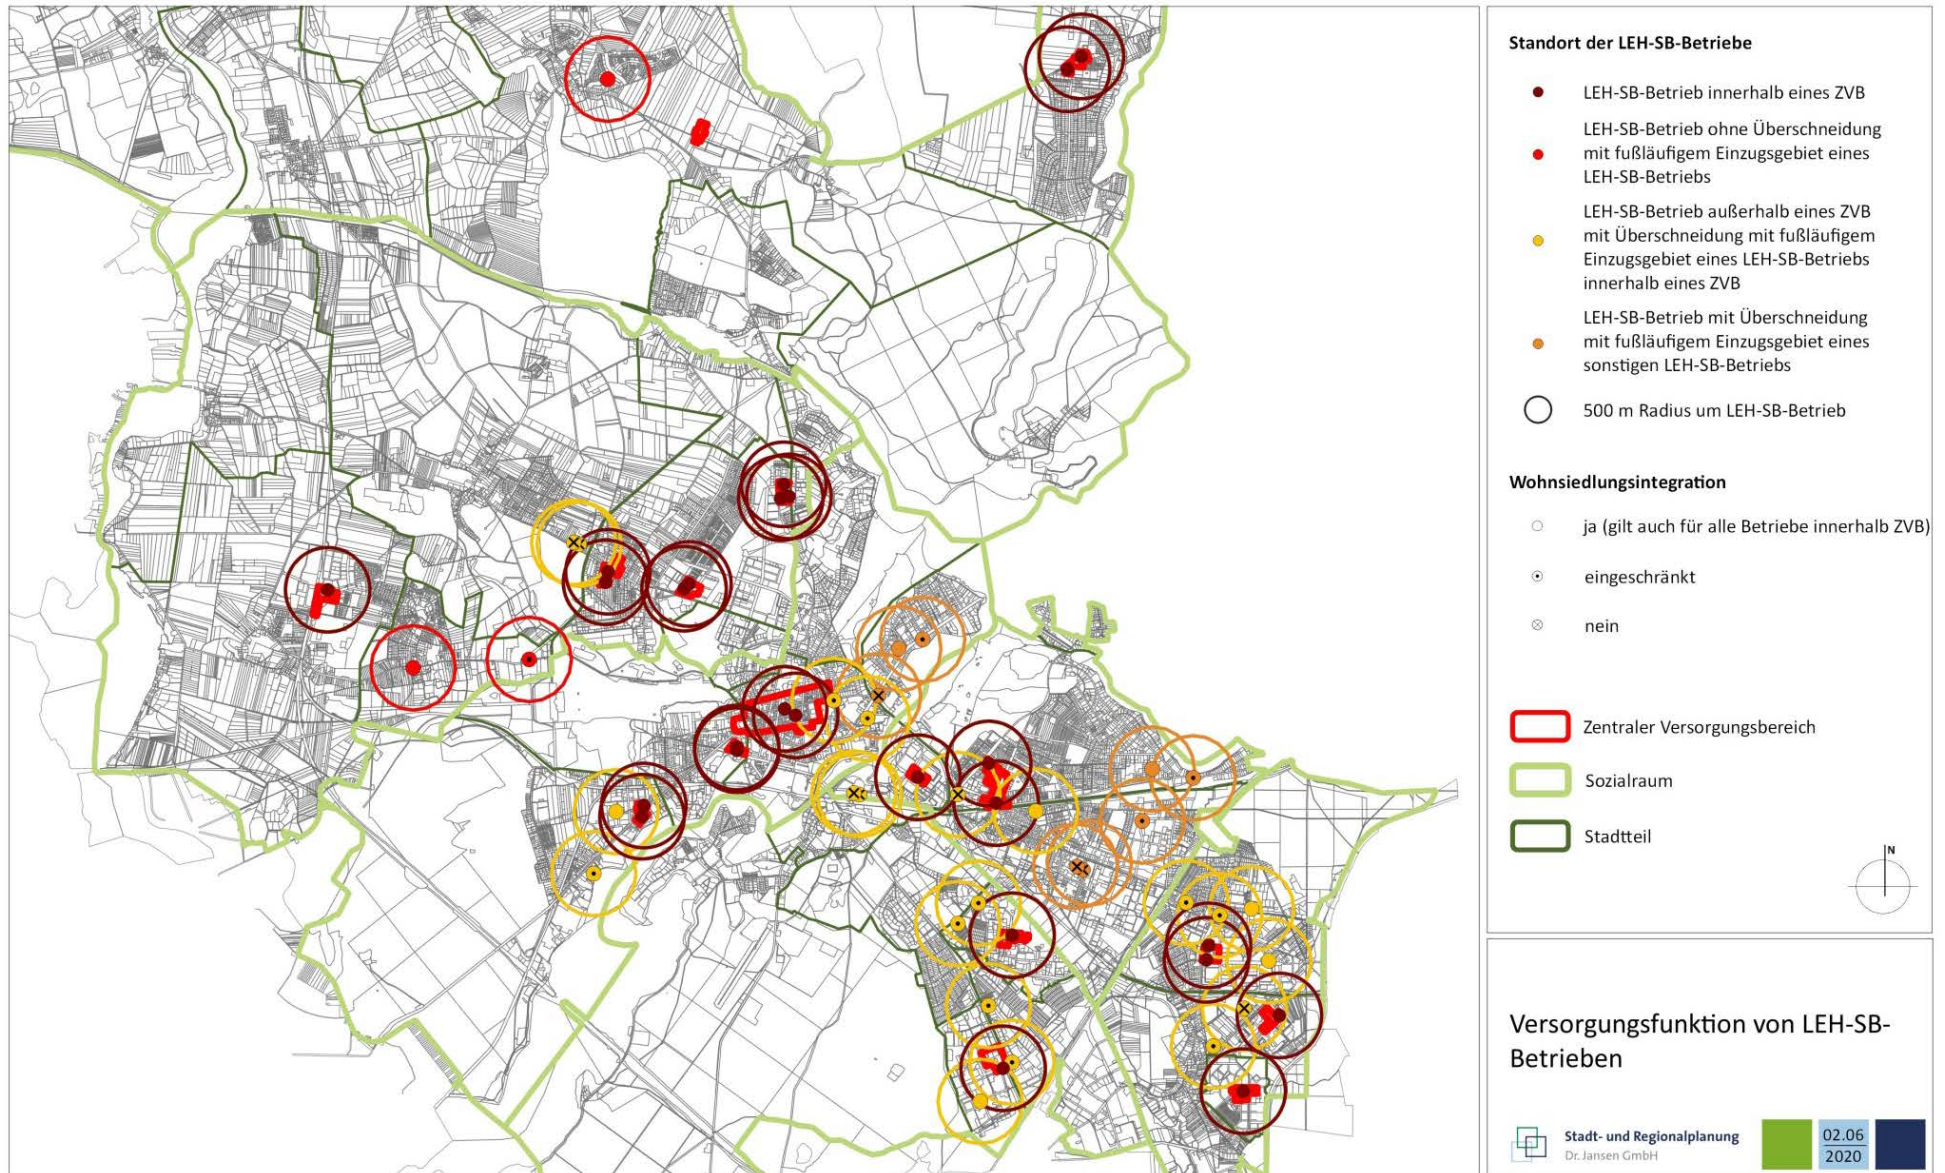 Standort der LEH-SB-Betriebe
LEH-SB-Betrieb innerhalb eines ZVB
LEH-SB-Betrieb ohne Überschneidung
mit fußläufigem Einzugsgebiet eines
LEH-SB-Betriebs
LEH-SB-Betrieb außerhalb eines ZVB
mit Überschneidung mit fußläufigem
Einzugsgebiet eines LEH-SB-Betriebs
innerhalb eines ZVB
LEH-SB-Betrieb mit Überschneidung
mit fußläufigem Einzugsgebiet eines
sonstigen LEH-SB-Betriebs
500 m Radius um LEH-SB-Betrieb
Wohnsiedlungsintegration
ja (gilt auch für alle Betriebe innerhalb ZVB)
eingeschränkt
nein
Zentraler Versorgungsbereich
Sozialraum
Stadtteil
N
Versorgungsfunktion von LEH-SB-
Betrieben
Stadt- und Regionalplanung
Dr. Jansen GmbH
02.06
2020